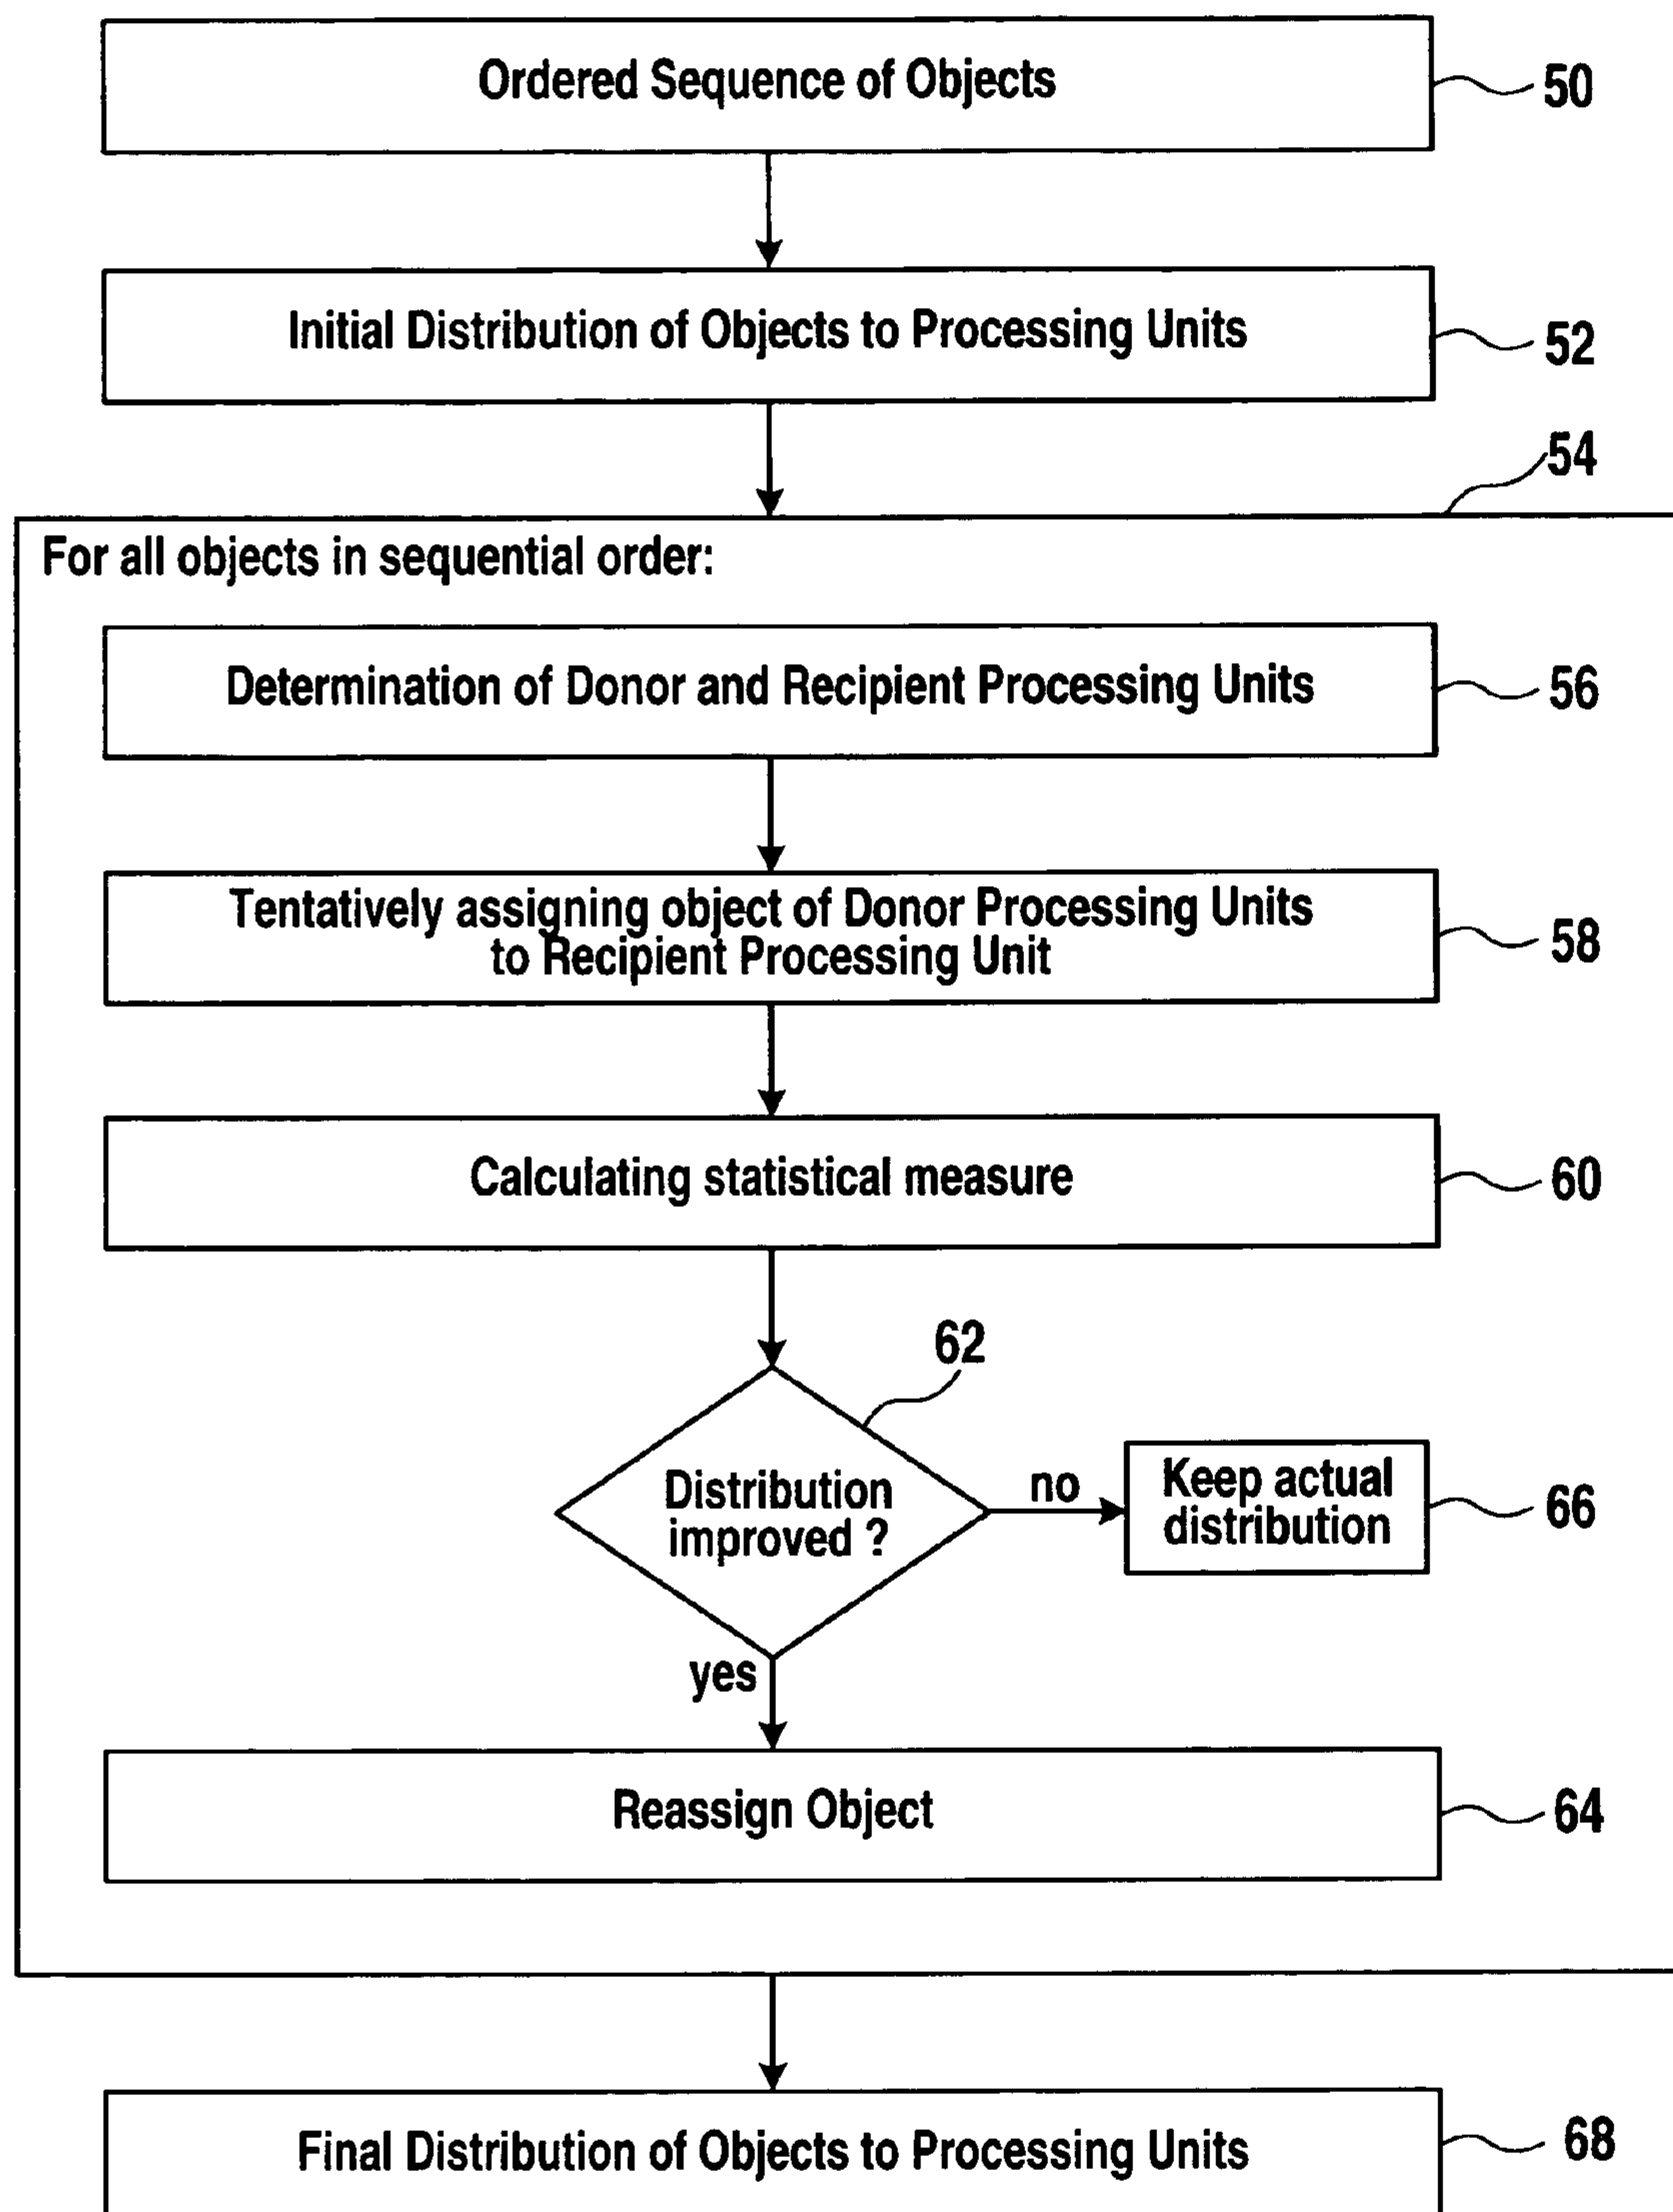 Ordered Sequence of Objects
50
Initial Distribution of Objects to Processing Units
52
54
For all objects in sequential order:
Determination of Donor and Recipient Processing Units
56
Tentatively assigning object of Donor Processing Units
to Recipient Processing Unit
58
Calculating statistical measure
60
62
Distribution
improved ?
no
Keep actual
distribution
66
yes
Reassign Object
64
Final Distribution of Objects to Processing Units
68